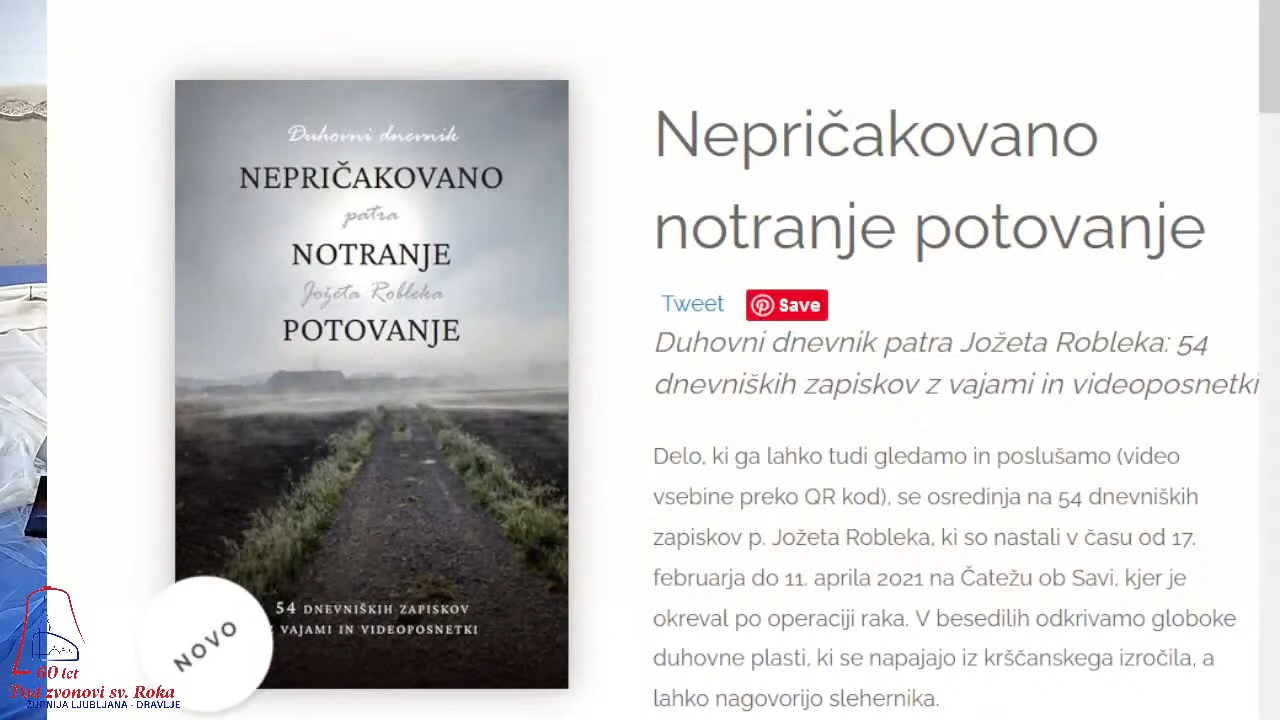 Duhovni dnevnik
NEPRIČAKOVANO
patra
NOTRANJE
Jožeta Robleka
POTOVANJE
54 DNEVNIŠKIH ZAPISKOV
Z VAJAMI IN VIDEOPOSNETKI
NOVO
60 let
Pod zvonovi sv. Roka
ŽUPNIJA LJUBLJANA - DRAVLJE
Nepričakovano
notranje potovanje
Tweet Save
Duhovni dnevnik patra Jožeta Robleka: 54
dnevniških zapiskov z vajami in videoposnetki
Delo, ki ga lahko tudi gledamo in poslušamo (video
vsebine preko QR kod), se osredinja na 54 dnevniških
zapiskov p. Jožeta Robleka, ki so nastali v času od 17.
februarja do 11. aprila 2021 na Čatežu ob Savi, kjer je
okreval po operaciji raka. V besedilih odkrivamo globoke
duhovne plasti, ki se napajajo iz krščanskega izročila, a
lahko nagovorijo slehernika.